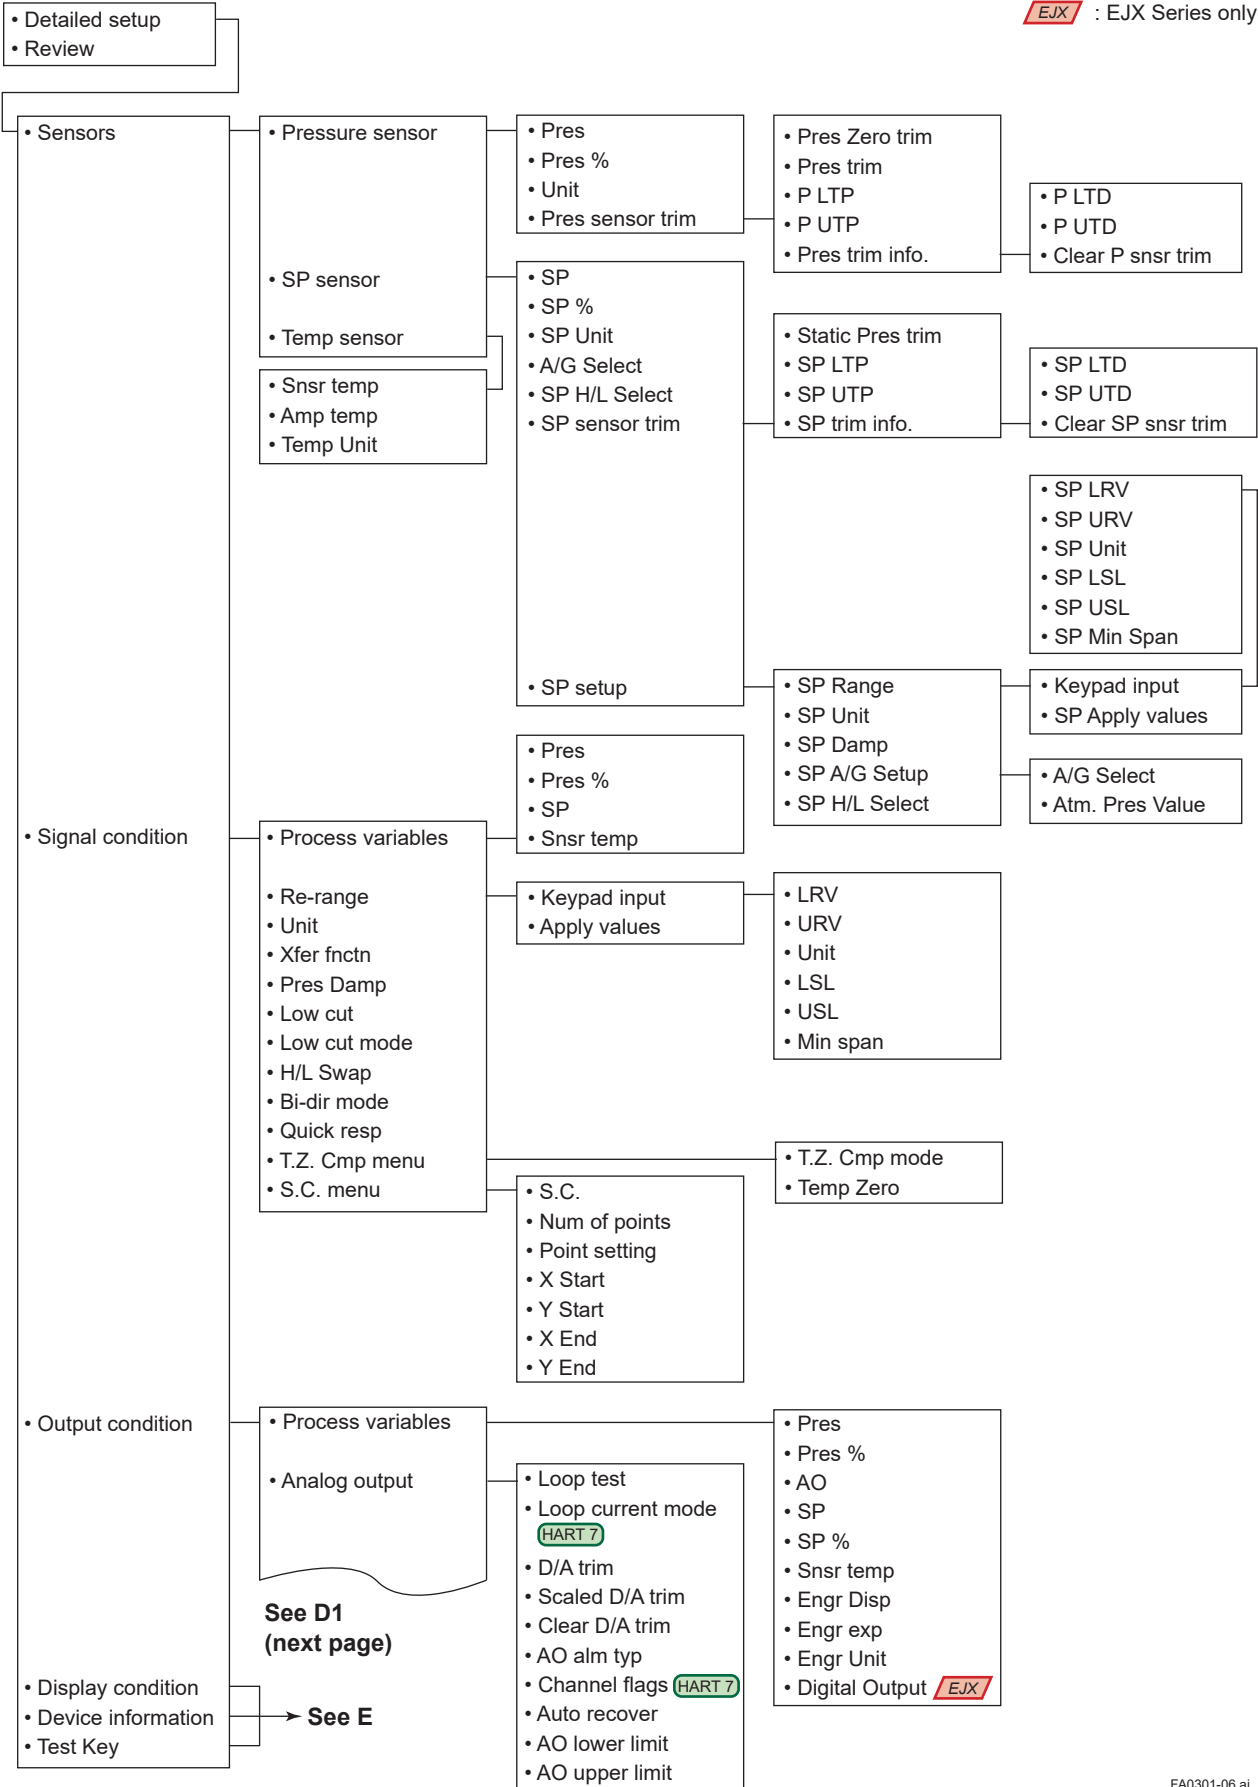 • Detailed setup
• Review
EJX : EJX Series only
• Sensors
• Signal condition
• Output condition
• Display condition
• Device information
• Test Key
• Pressure sensor
• SP sensor
• Temp sensor
• Snsr temp
• Amp temp
• Temp Unit
• Pres
• Pres %
• Unit
• Pres sensor trim
• Pres Zero trim
• Pres trim
• P LTP
• P UTP
• Pres trim info.
• P LTD
• P UTD
• Clear P snsr trim
• SP
• SP %
• SP Unit
• A/G Select
• SP H/L Select
• SP sensor trim
• SP setup
• Static Pres trim
• SP LTP
• SP UTP
• SP trim info.
• SP LTD
• SP UTD
• Clear SP snsr trim
• SP LRV
• SP URV
• SP Unit
• SP LSL
• SP USL
• SP Min Span
• SP Range
• SP Unit
• SP Damp
• SP A/G Setup
• SP H/L Select
• Keypad input
• SP Apply values
• A/G Select
• Atm. Pres Value
• Process variables
• Re-range
• Unit
• Xfer fnctn
• Pres Damp
• Low cut
• Low cut mode
• H/L Swap
• Bi-dir mode
• Quick resp
• T.Z. Cmp menu
• S.C. menu
• Pres
• Pres %
• SP
• Snsr temp
• Keypad input
• Apply values
• LRV
• URV
• Unit
• LSL
• USL
• Min span
• T.Z. Cmp mode
• Temp Zero
• S.C.
• Num of points
• Point setting
• X Start
• Y Start
• X End
• Y End
• Process variables
• Analog output
See D1
(next page)
• Loop test
• Loop current mode
HART 7
• D/A trim
• Scaled D/A trim
• Clear D/A trim
• AO alm typ
• Channel flags HART 7
• Auto recover
• AO lower limit
• AO upper limit
• Pres
• Pres %
• AO
• SP
• SP %
• Snsr temp
• Engr Disp
• Engr exp
• Engr Unit
• Digital Output EJX
See E
FA0301-06.ai